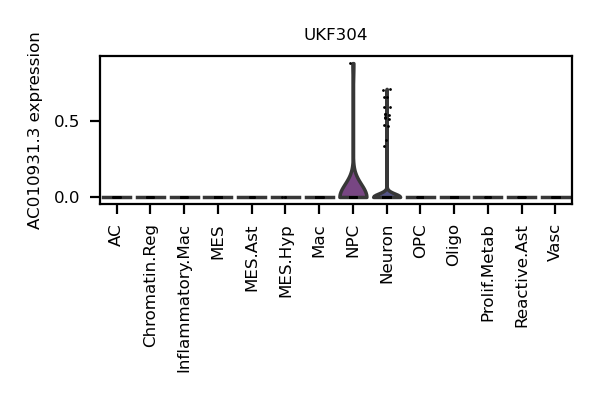 UKF304
AC010931.3 expression
0.5
0.0
AC
Chromatin.Reg
Inflammatory.Mac
MES
MES.Ast
MES.Hyp
Mac
NPC
Neuron
OPC
Oligo
Prolif.Metab
Reactive.Ast
Vasc